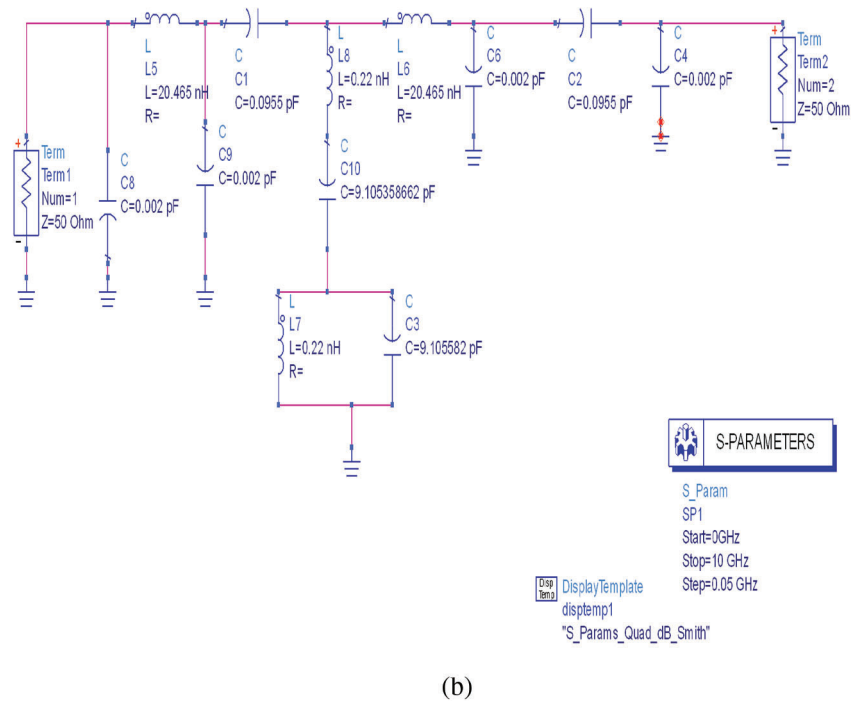 L
L5
L=20.465 nH
R=
C
C1
C=0.0955 pF
L
L8
L=0.22 nH
R=
L
L6
L=20.465 nH
R=
C
C6
C=0.002 pF
C
C2
C=0.0955 pF
C
C4
C=0.002 pF
+
Term
Term2
Num=2
Z=50 Ohm
-
+
Term
Term1
Num=1
Z=50 Ohm
-
C
C8
C=0.002 pF
C
C9
C=0.002 pF
C
C10
C=9.105358662 pF
L
L7
L=0.22 nH
R=
C
C3
C=9.105582 pF
S-PARAMETERS
S_Param
SP1
Start=0GHz
Stop=10 GHz
Step=0.05 GHz
Disp
Temp
DisplayTemplate
disptemp1
"S_Params_Quad_dB_Smith"
(b)